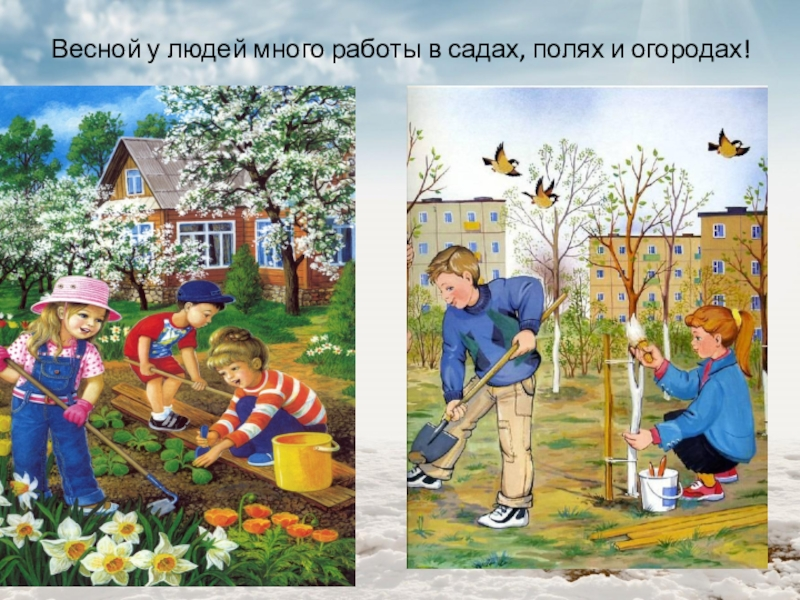 Весной у людей много работы в садах, полях и огородах!